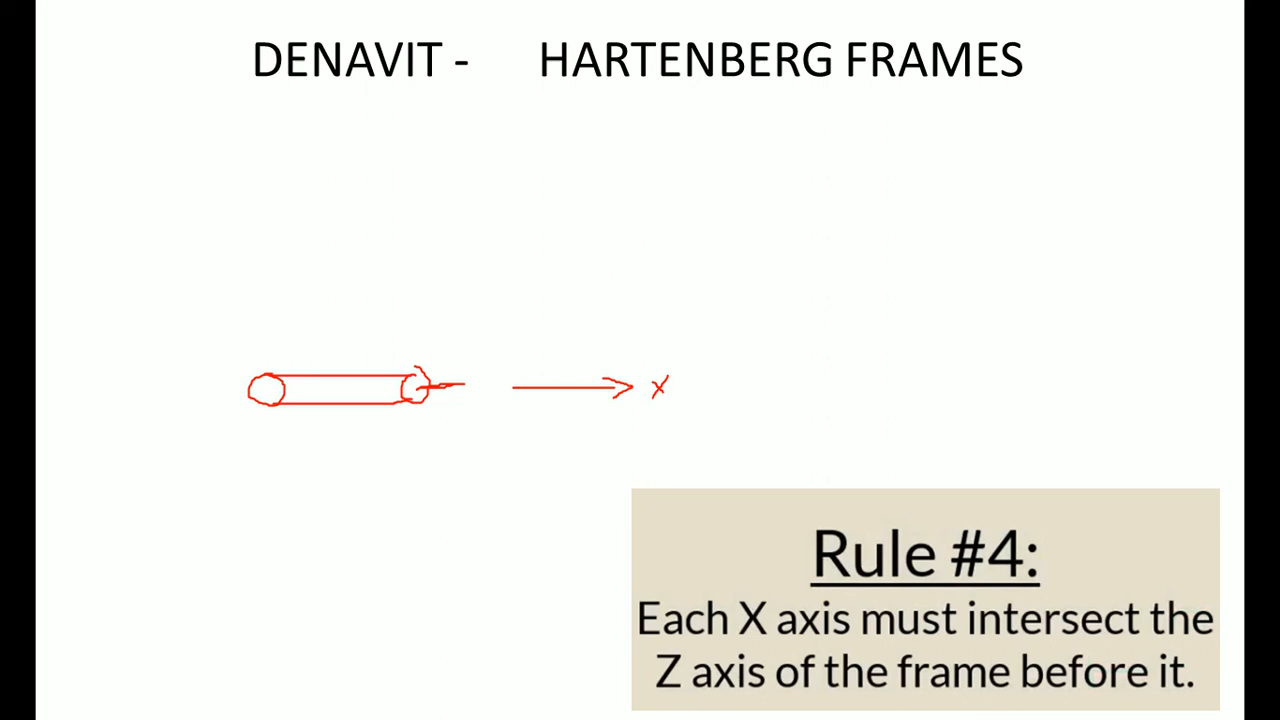 DENAVIT - HARTENBERG FRAMES
x
Rule #4:
Each X axis must intersect the
Z axis of the frame before it.